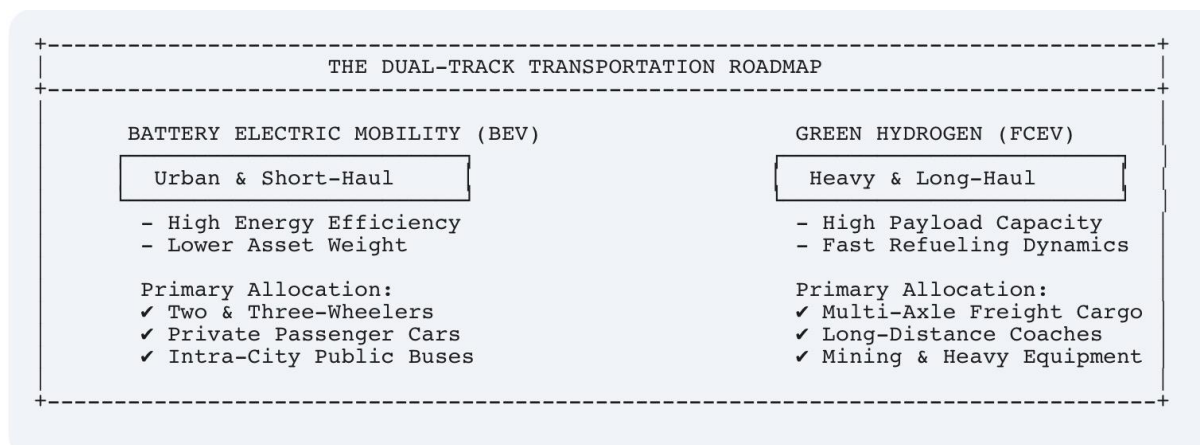 THE DUAL-TRACK TRANSPORTATION ROADMAP
BATTERY ELECTRIC MOBILITY (BEV)
Urban & Short-Haul
- High Energy Efficiency
- Lower Asset Weight
Primary Allocation:
✔ Two & Three-Wheelers
✔ Private Passenger Cars
✔ Intra-City Public Buses
GREEN HYDROGEN (FCEV)
Heavy & Long-Haul
- High Payload Capacity
- Fast Refueling Dynamics
Primary Allocation:
✔ Multi-Axle Freight Cargo
✔ Long-Distance Coaches
✔ Mining & Heavy Equipment